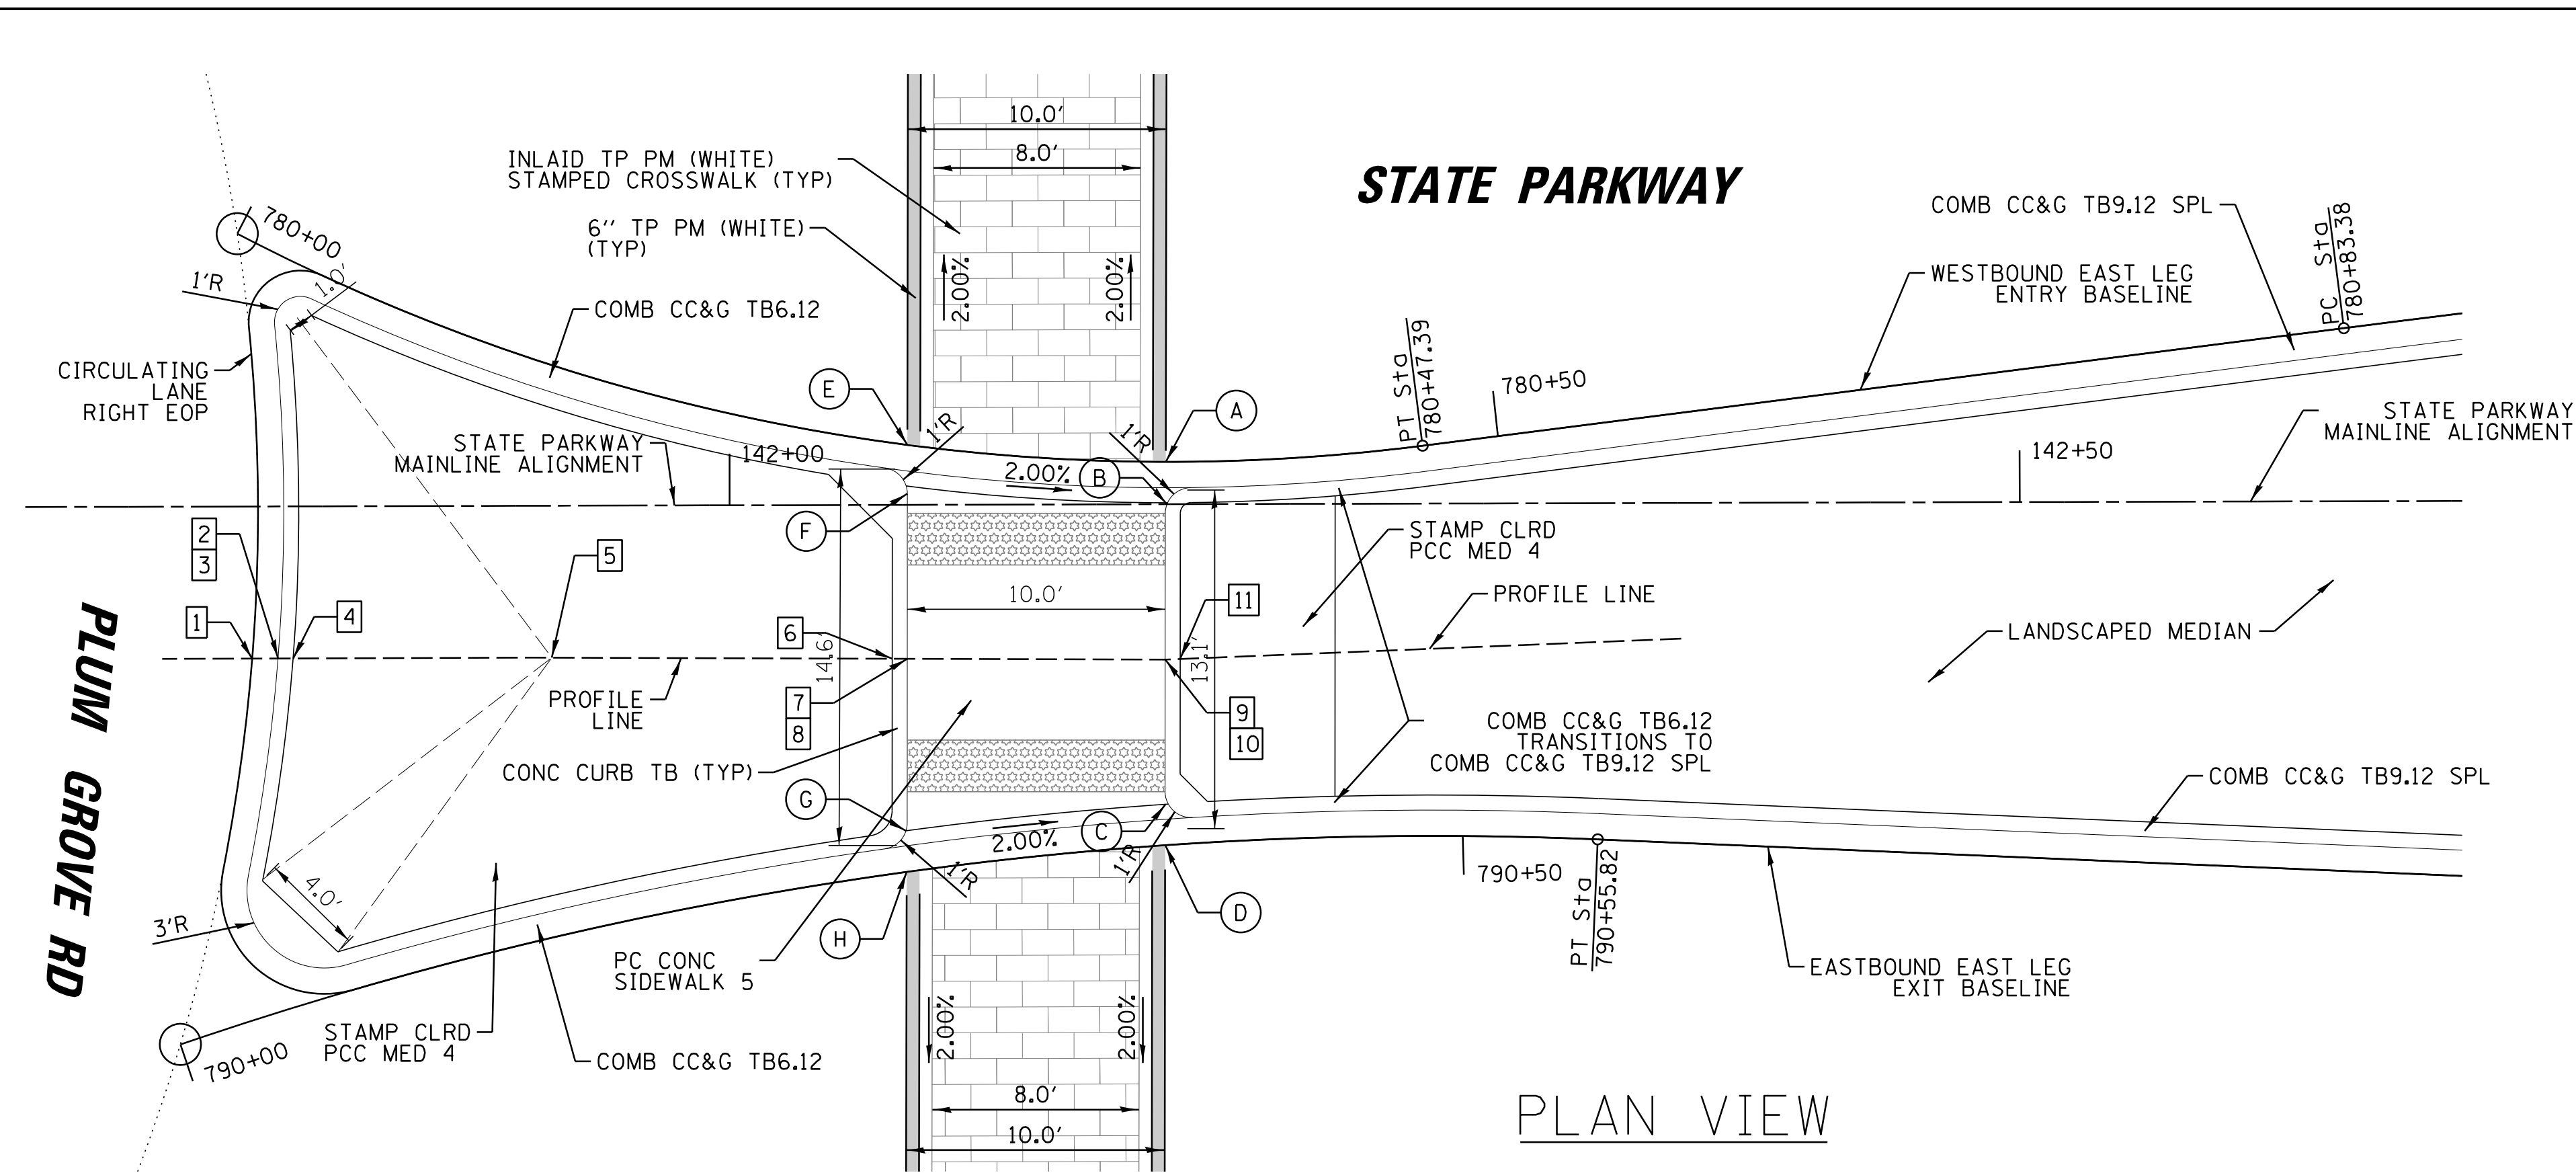 10.0'
8.0'
INLAID TP PM (WHITE)
STAMPED CROSSWALK (TYP)
6'' TP PM (WHITE)
(TYP)
STATE PARKWAY
COMB CC&G TB9.12 SPL
PC Sta
780+83.38
WESTBOUND EAST LEG
ENTRY BASELINE
780+00
1.0'
1'R
2.00%
2.00%
COMB CC&G TB6.12
CIRCULATING
LANE
RIGHT EOP
PT Sta
780+47.39
780+50
E
A
1'R
1'R
STATE PARKWAY
MAINLINE ALIGNMENT
STATE PARKWAY
MAINLINE ALIGNMENT
142+00
142+50
2.00%
B
F
2
3
5
STAMP CLRD
PCC MED 4
PROFILE LINE
10.0'
11
1
4
6
14.6'
13.1'
LANDSCAPED MEDIAN
PLUM GROVE RD
PROFILE
LINE
7
8
9
10
COMB CC&G TB6.12
TRANSITIONS TO
COMB CC&G TB9.12 SPL
CONC CURB TB (TYP)
COMB CC&G TB9.12 SPL
G
C
2.00%
1'R
1'R
4.0'
790+50
PT Sta
790+55.82
3'R
H
D
PC CONC
SIDEWALK 5
EASTBOUND EAST LEG
EXIT BASELINE
STAMP CLRD
PCC MED 4
790+00
COMB CC&G TB6.12
2.00%
2.00%
8.0'
10.0'
PLAN VIEW